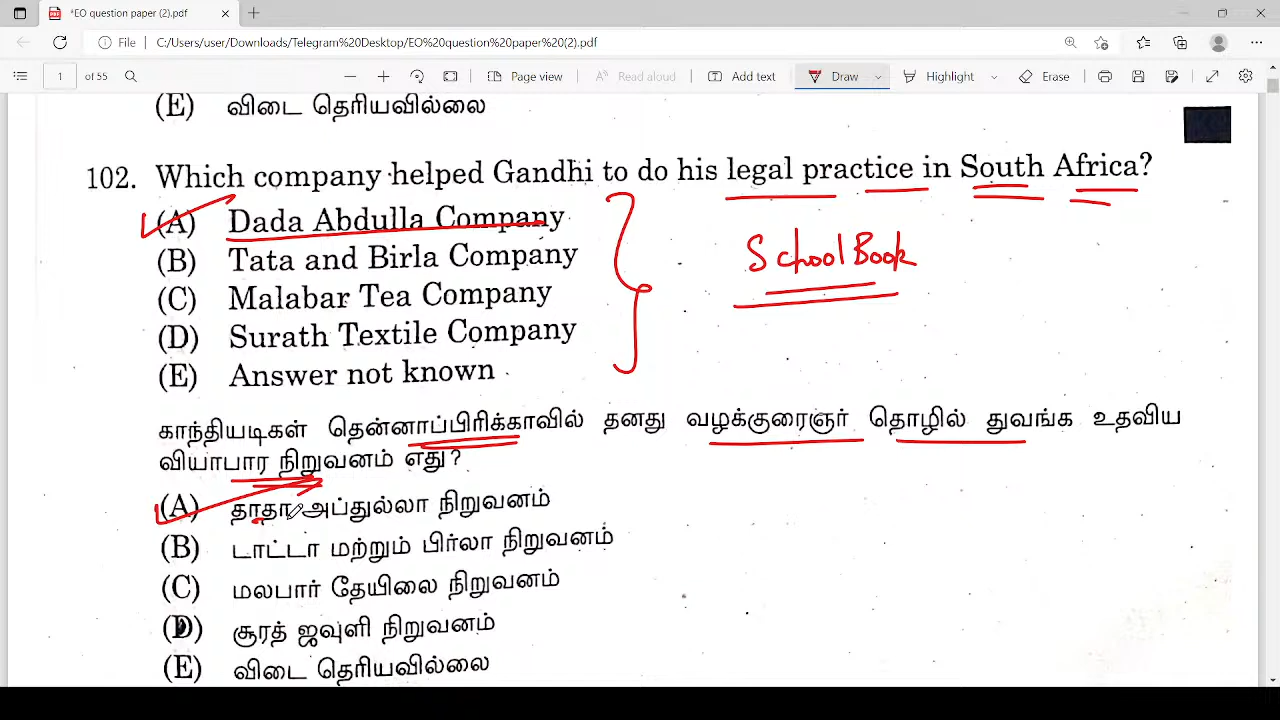 *EO question paper (2).pdf
File C:/Users/user/Downloads/Telegram%20Desktop/EO%20question%20paper%20(2).pdf
1 of 55 Page view Read aloud Add text Draw Highlight Erase
(E) விடை தெரியவில்லை
102. Which company helped Gandhi to do his legal practice in South Africa?
(A) Dada Abdulla Company
(B) Tata and Birla Company
(C) Malabar Tea Company
(D) Surath Textile Company
(E) Answer not known
School Book
காந்தியடிகள் தென்னாப்பிரிக்காவில் தனது வழக்குரைஞர் தொழில் துவங்க உதவிய
வியாபார நிறுவனம் எது?
(A) தாதா அப்துல்லா நிறுவனம்
(B) டாட்டா மற்றும் பிர்லா நிறுவனம்
(C) மலபார் தேயிலை நிறுவனம்
(D) சூரத் ஜவுளி நிறுவனம்
(E) விடை தெரியவில்லை